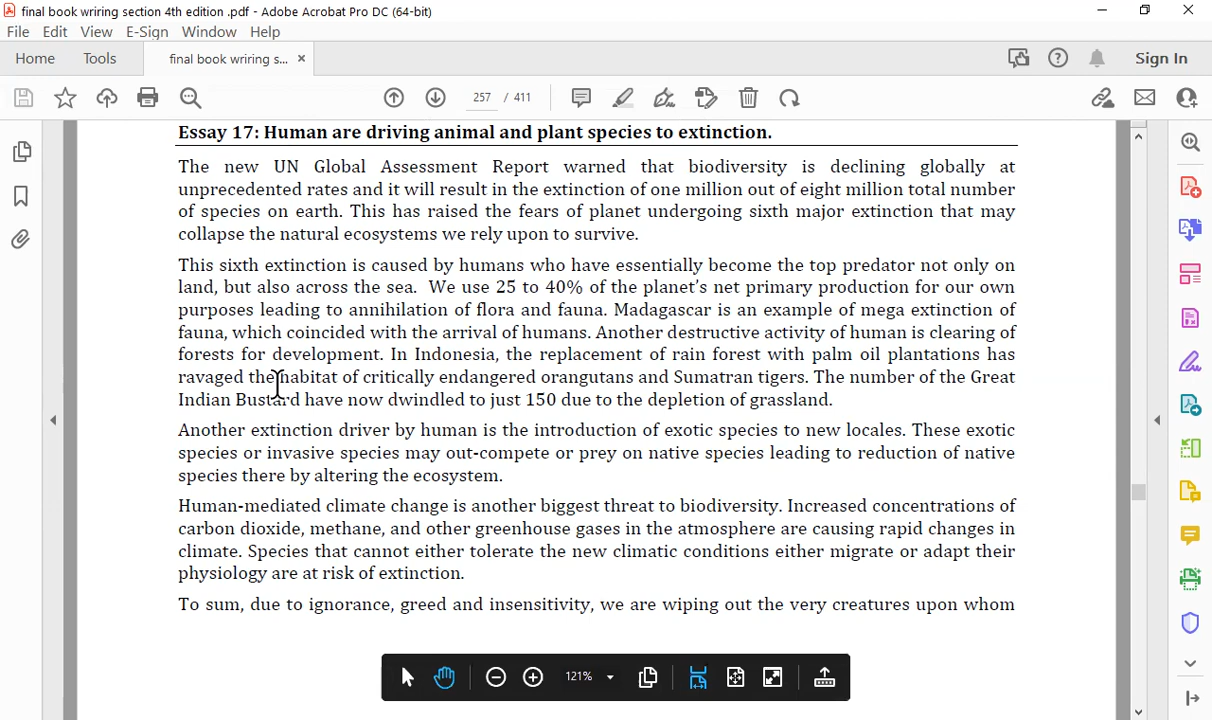 final book wriring section 4th edition .pdf - Adobe Acrobat Pro DC (64-bit)
File Edit View E-Sign Window Help
Home Tools final book wriring s... Sign In
257 / 411
Essay 17: Human are driving animal and plant species to extinction.
The new UN Global Assessment Report warned that biodiversity is declining globally at
unprecedented rates and it will result in the extinction of one million out of eight million total number
of species on earth. This has raised the fears of planet undergoing sixth major extinction that may
collapse the natural ecosystems we rely upon to survive.
This sixth extinction is caused by humans who have essentially become the top predator not only on
land, but also across the sea. We use 25 to 40% of the planet's net primary production for our own
purposes leading to annihilation of flora and fauna. Madagascar is an example of mega extinction of
fauna, which coincided with the arrival of humans. Another destructive activity of human is clearing of
forests for development. In Indonesia, the replacement of rain forest with palm oil plantations has
ravaged the habitat of critically endangered orangutans and Sumatran tigers. The number of the Great
Indian Bustard have now dwindled to just 150 due to the depletion of grassland.
Another extinction driver by human is the introduction of exotic species to new locales. These exotic
species or invasive species may out-compete or prey on native species leading to reduction of native
species there by altering the ecosystem.
Human-mediated climate change is another biggest threat to biodiversity. Increased concentrations of
carbon dioxide, methane, and other greenhouse gases in the atmosphere are causing rapid changes in
climate. Species that cannot either tolerate the new climatic conditions either migrate or adapt their
physiology are at risk of extinction.
To sum, due to ignorance, greed and insensitivity, we are wiping out the very creatures upon whom
121%